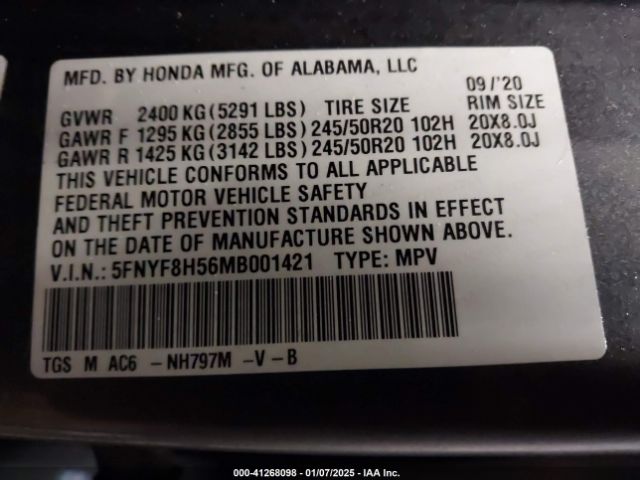 MFD. BY HONDA MFG. OF ALABAMA, LLC
09/'20
GVWR 2400 KG(5291 LBS) TIRE SIZE RIM SIZE
GAWR F 1295 KG(2855 LBS)245/50R20 102H 20X8.0J
GAWR R 1425 KG(3142 LBS)245/50R20 102H 20X8.0J
THIS VEHICLE CONFORMS TO ALL APPLICABLE
FEDERAL MOTOR VEHICLE SAFETY
AND THEFT PREVENTION STANDARDS IN EFFECT
ON THE DATE OF MANUFACTURE SHOWN ABOVE.
V.I.N.: 5FNYF8H56MB001421 TYPE: MPV
TGS M AC6 - NH797M -V-B
000-41268098 - 01/07/2025 - IAA Inc.